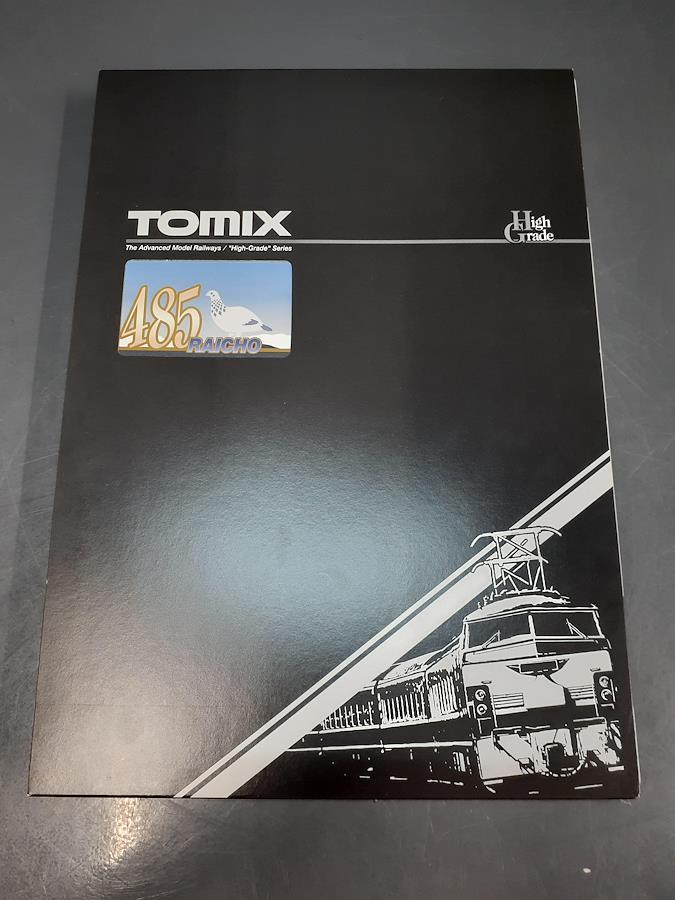 TOMIX
High
Grade
The Advanced Model Railways / "High-Grade" Series
485
RAICHO